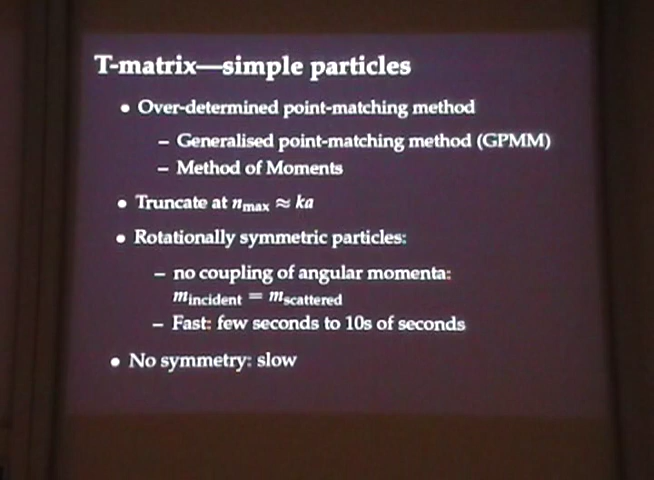 T-matrix—simple particles
• Over-determined point-matching method
– Generalised point-matching method (GPMM)
– Method of Moments
• Truncate at nmax ≈ ka
• Rotationally symmetric particles:
– no coupling of angular momenta:
mincident = mscattered
– Fast: few seconds to 10s of seconds
• No symmetry: slow